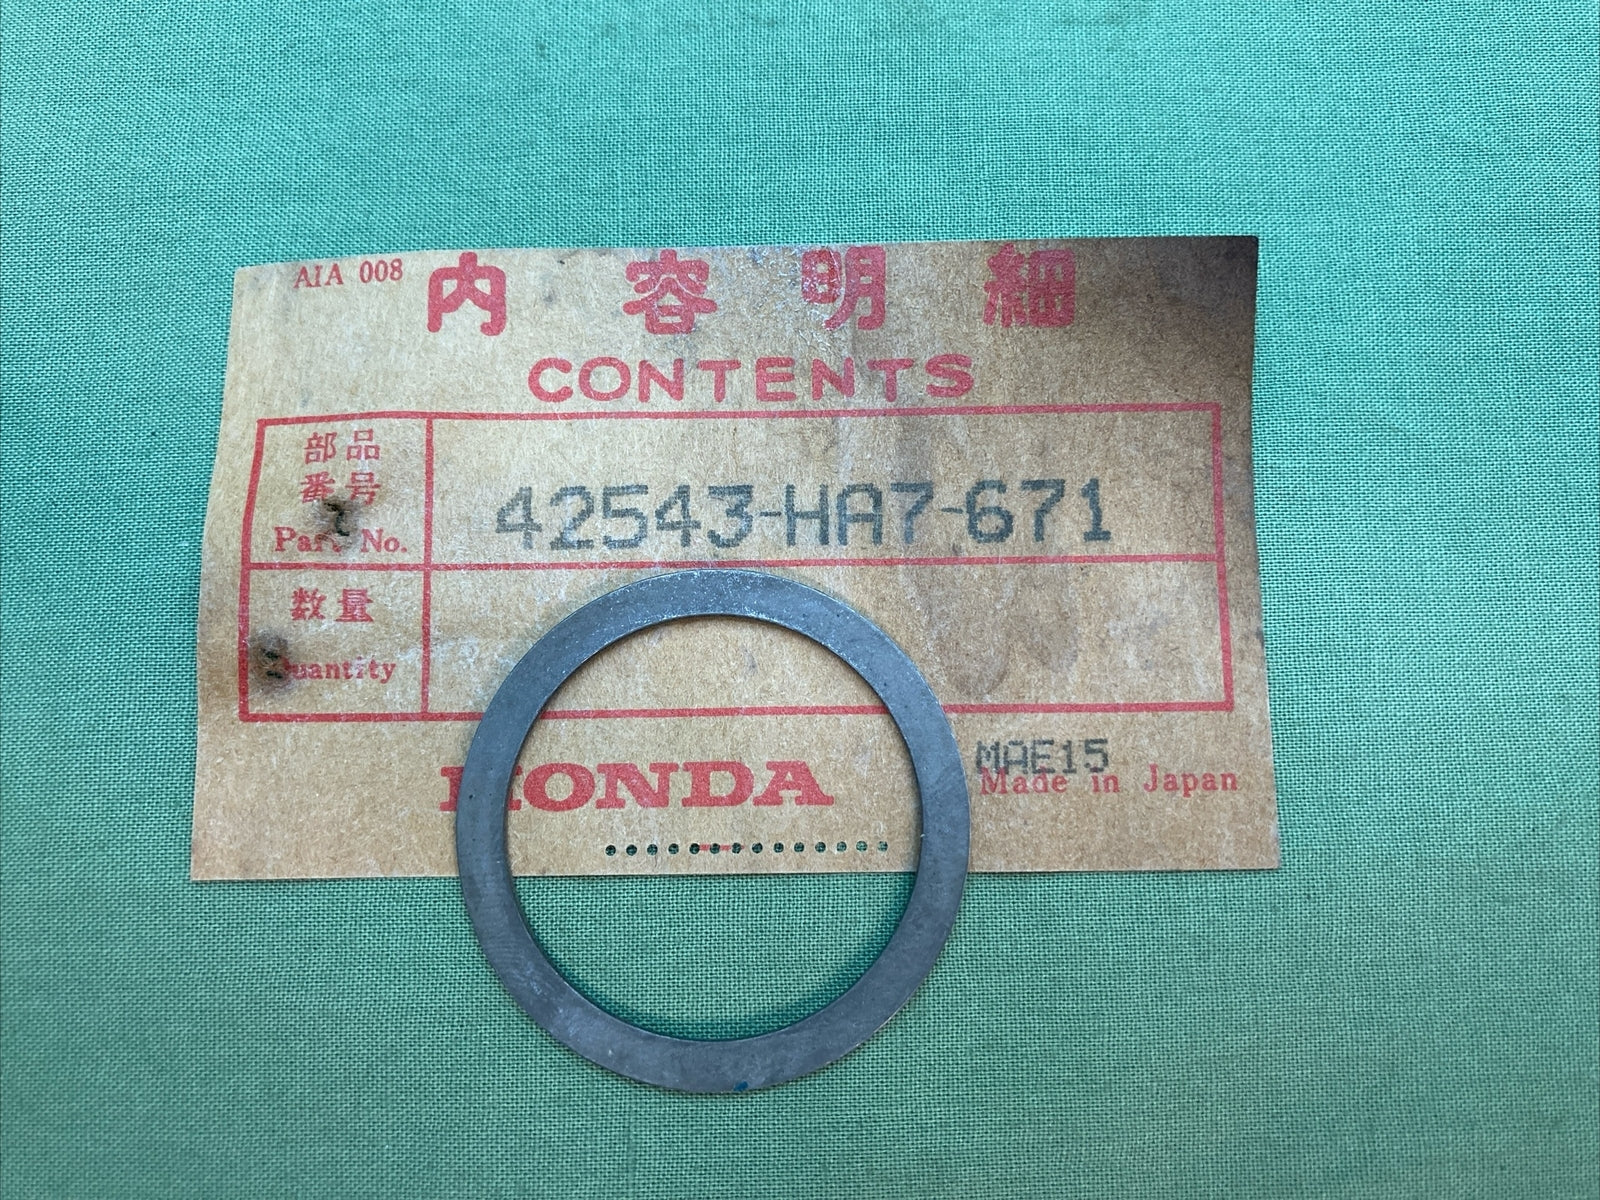 AIA 008
内容明細
CONTENTS
部品
番号
Part No.
42543-HA7-671
数量
Quantity
HONDA
MAE15
Made in Japan